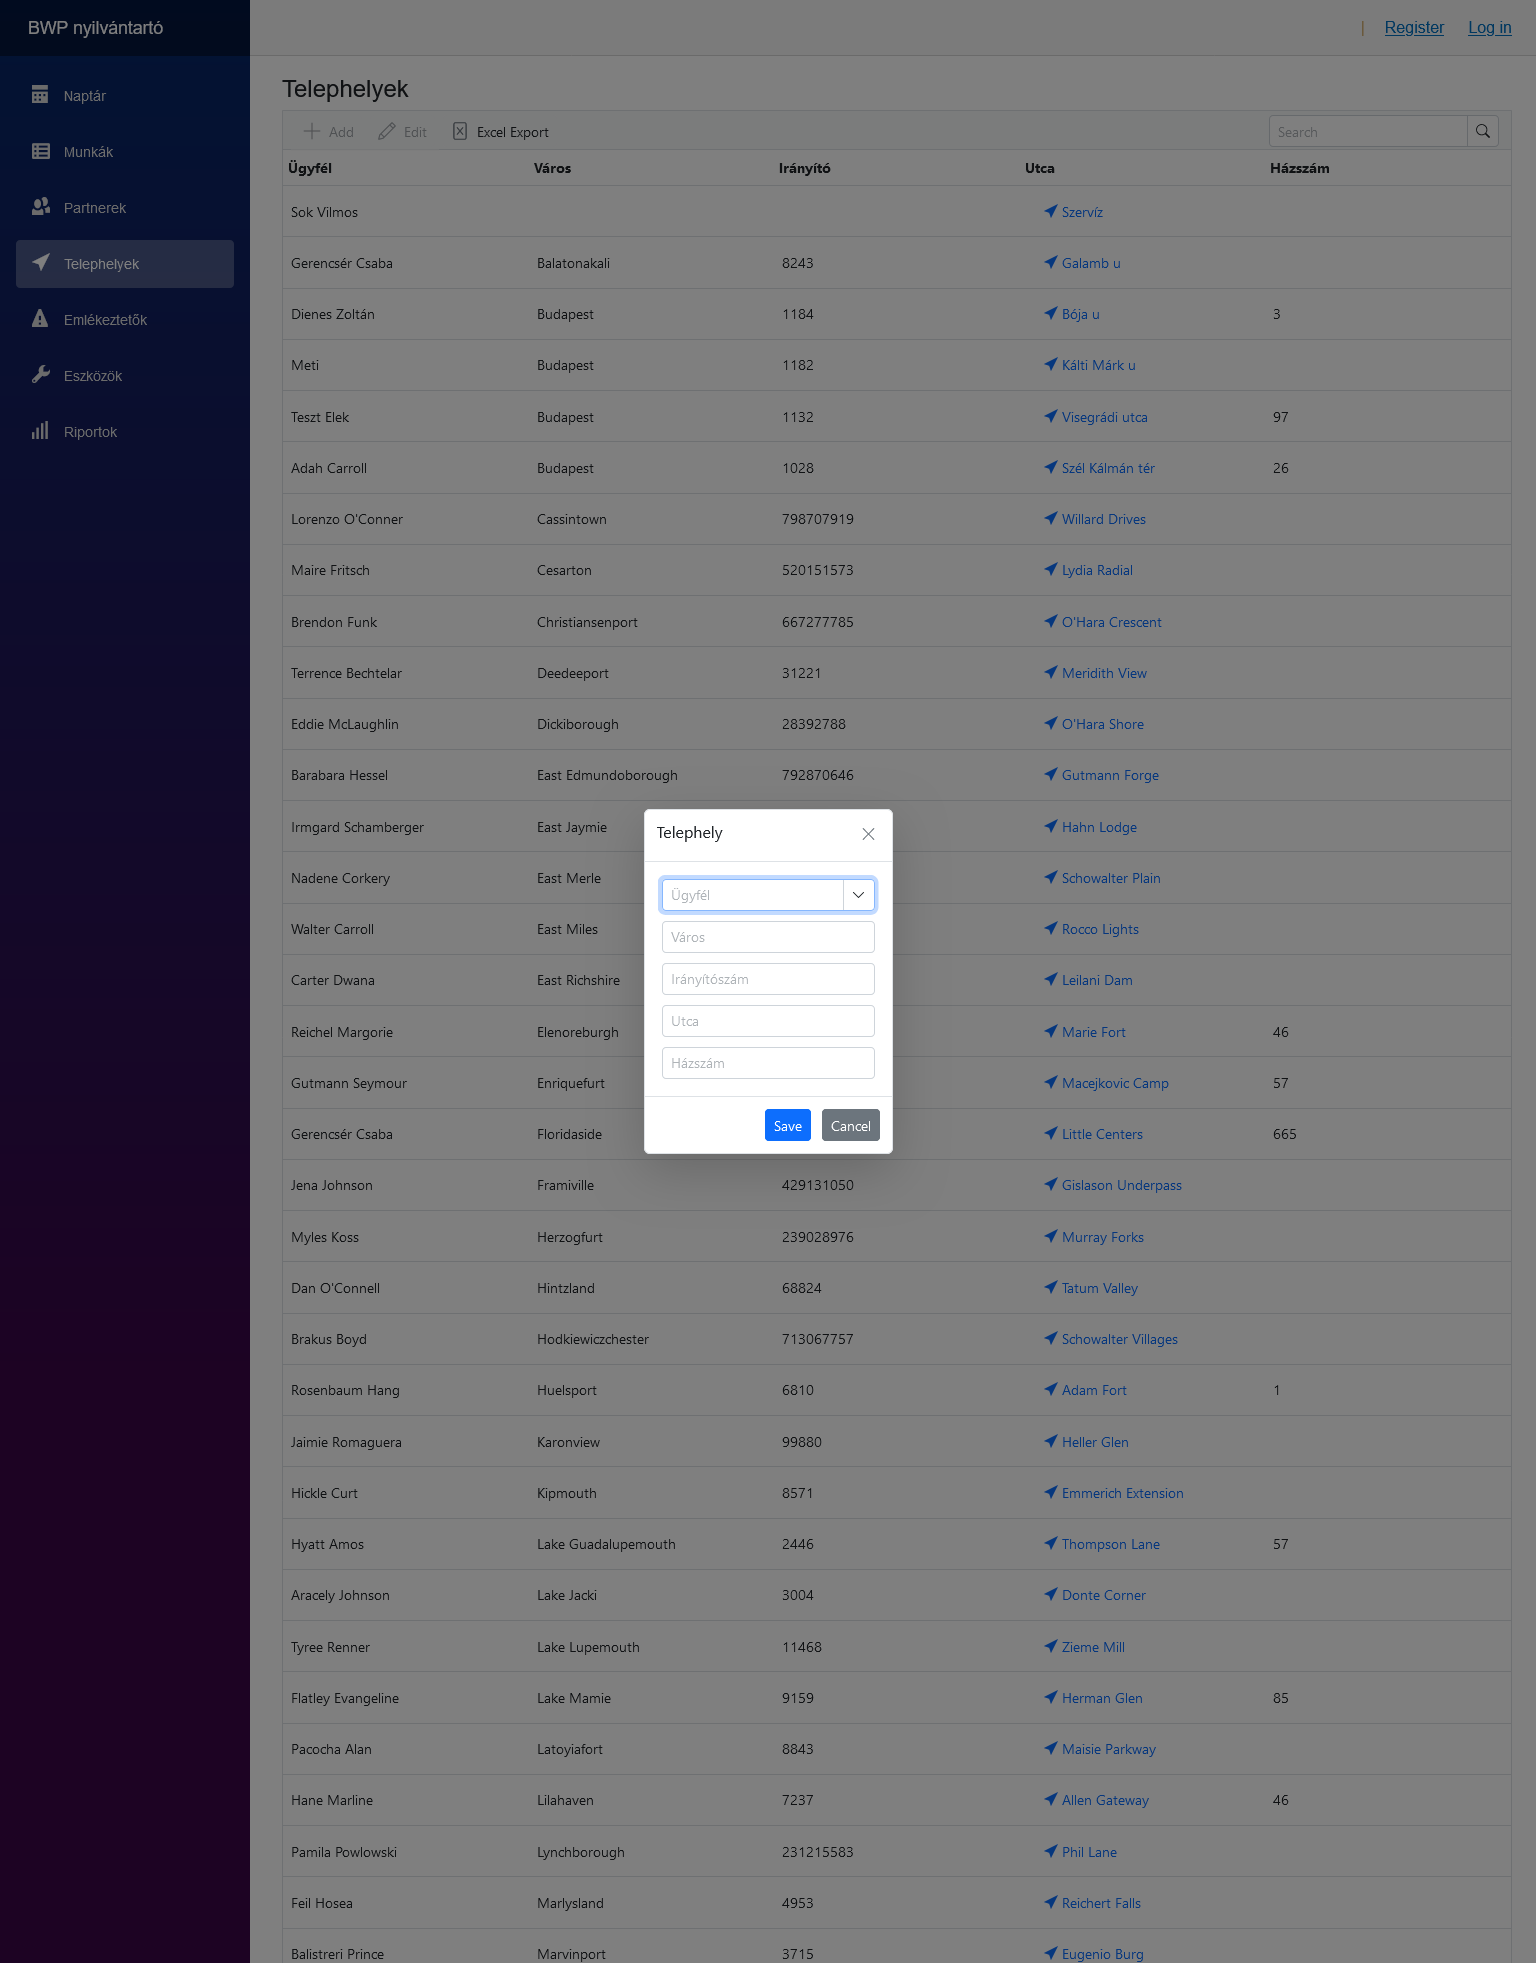 BWP nyilvántartó
| Register Log in
Naptár
Munkák
Partnerek
Telephelyek
Emlékeztetők
Eszközök
Riportok
Telephelyek
Add Edit Excel Export Search
Ügyfél Város Irányító Utca Házszám
Sok Vilmos Szervíz
Gerencsér Csaba Balatonakali 8243 Galamb u
Dienes Zoltán Budapest 1184 Bója u 3
Meti Budapest 1182 Kálti Márk u
Teszt Elek Budapest 1132 Visegrádi utca 97
Adah Carroll Budapest 1028 Szél Kálmán tér 26
Lorenzo O'Conner Cassintown 798707919 Willard Drives
Maire Fritsch Cesarton 520151573 Lydia Radial
Brendon Funk Christiansenport 667277785 O'Hara Crescent
Terrence Bechtelar Deedeeport 31221 Meridith View
Eddie McLaughlin Dickiborough 28392788 O'Hara Shore
Barabara Hessel East Edmundoborough 792870646 Gutmann Forge
Irmgard Schamberger East Jaymie Hahn Lodge
Nadene Corkery East Merle Schowalter Plain
Walter Carroll East Miles Rocco Lights
Carter Dwana East Richshire Leilani Dam
Reichel Margorie Elenoreburgh Marie Fort 46
Gutmann Seymour Enriquefurt Macejkovic Camp 57
Gerencsér Csaba Floridaside Little Centers 665
Jena Johnson Framiville 429131050 Gislason Underpass
Myles Koss Herzogfurt 239028976 Murray Forks
Dan O'Connell Hintzland 68824 Tatum Valley
Brakus Boyd Hodkiewiczchester 713067757 Schowalter Villages
Rosenbaum Hang Huelsport 6810 Adam Fort 1
Jaimie Romaguera Karonview 99880 Heller Glen
Hickle Curt Kipmouth 8571 Emmerich Extension
Hyatt Amos Lake Guadalupemouth 2446 Thompson Lane 57
Aracely Johnson Lake Jacki 3004 Donte Corner
Tyree Renner Lake Lupemouth 11468 Zieme Mill
Flatley Evangeline Lake Mamie 9159 Herman Glen 85
Pacocha Alan Latoyiafort 8843 Maisie Parkway
Hane Marline Lilahaven 7237 Allen Gateway 46
Pamila Powlowski Lynchborough 231215583 Phil Lane
Feil Hosea Marlysland 4953 Reichert Falls
Balistreri Prince Marvinport 3715 Eugenio Burg
Telephely
Ügyfél
Város
Irányítószám
Utca
Házszám
Save Cancel